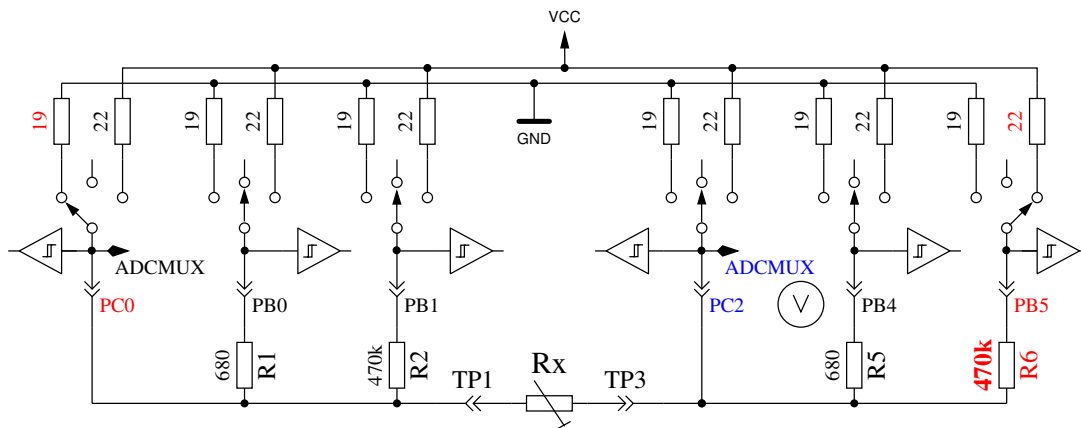 VCC
19
22
19
22
19
22
GND
19
22
19
22
19
22
ADCMUX
ADCMUX
PC0
PB0
PB1
PC2
V
PB4
PB5
680
R1
470k
R2
TP1
Rx
TP3
680
R5
470k
R6